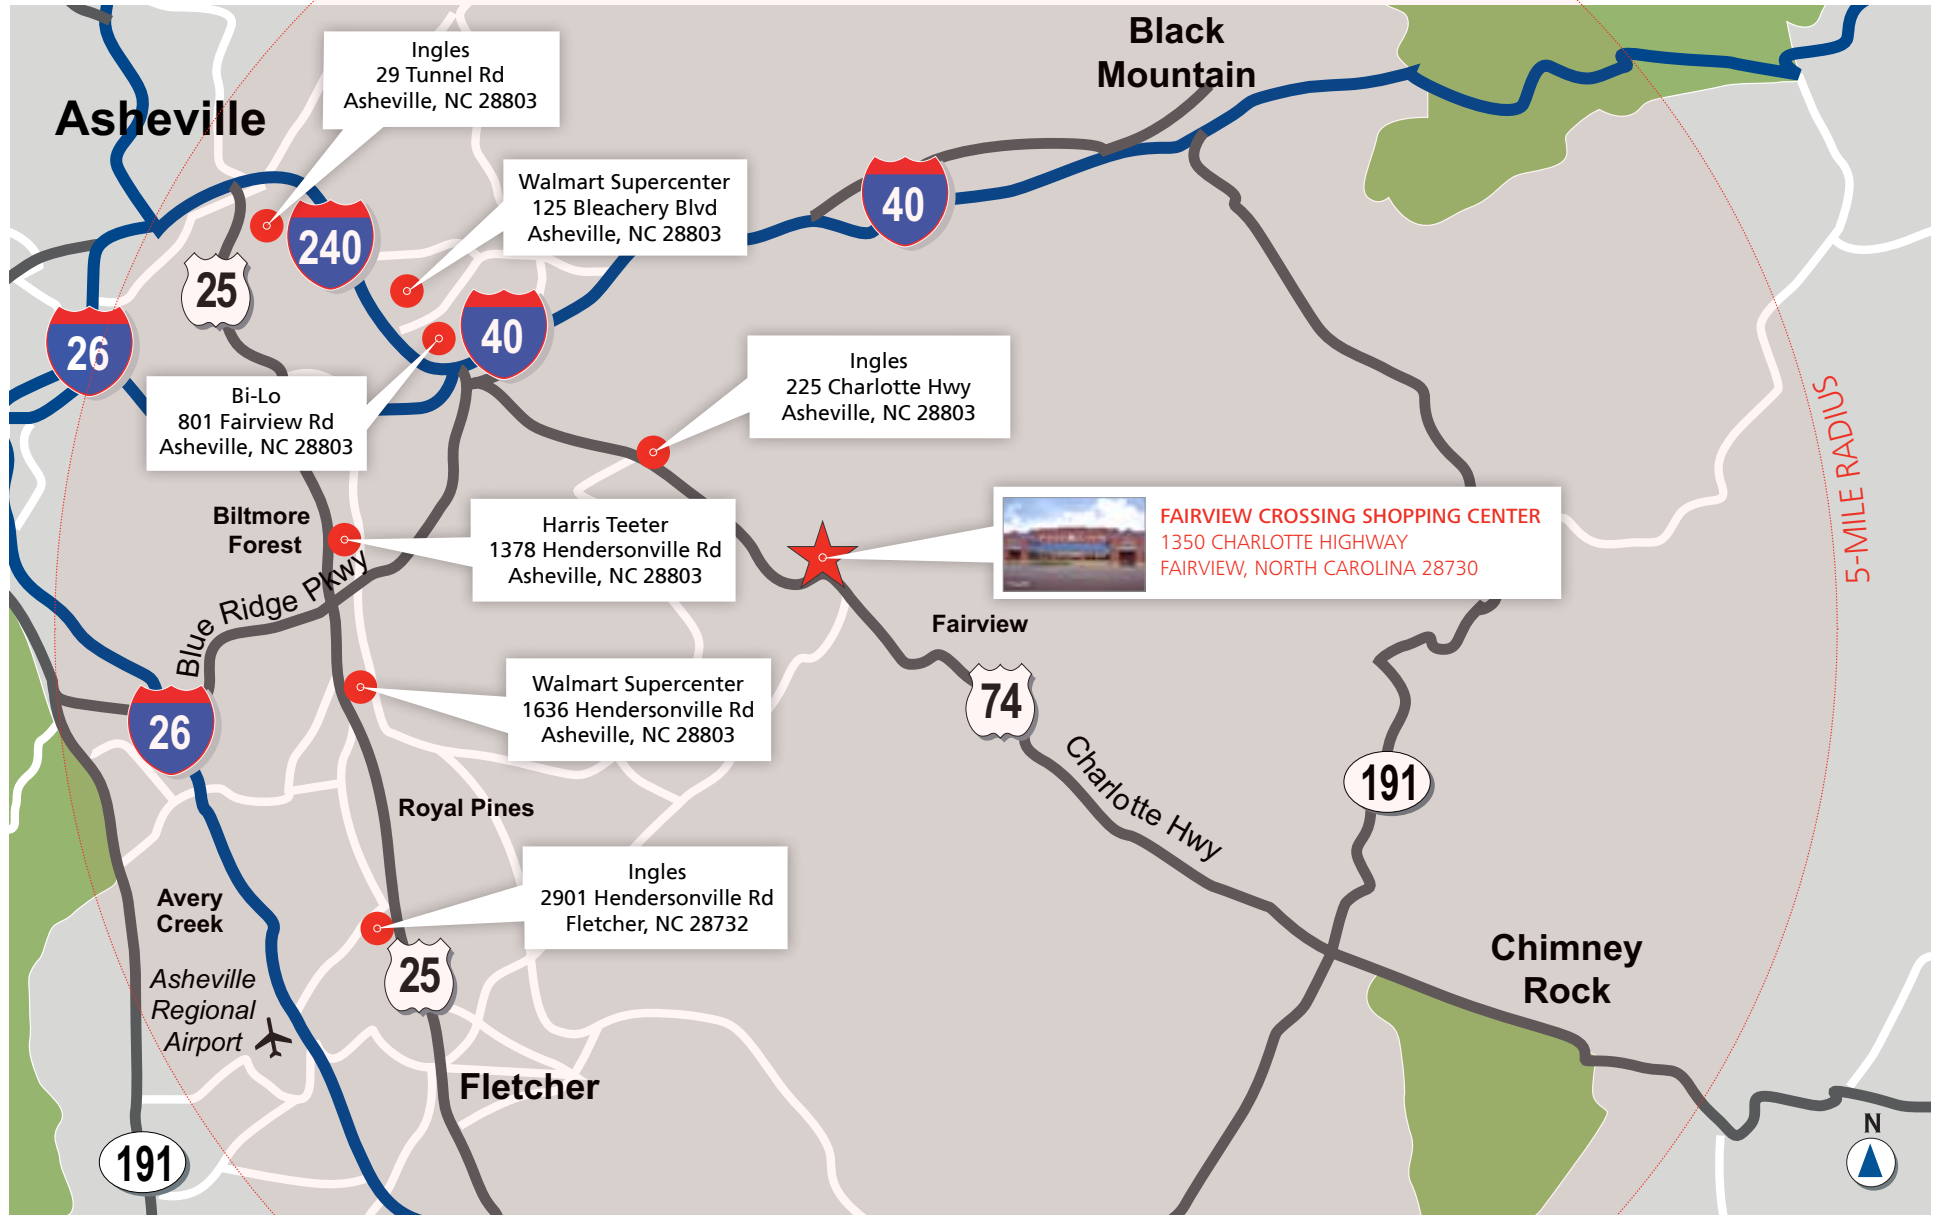 Black
Mountain
Ingles
29 Tunnel Rd
Asheville, NC 28803
Asheville
Walmart Supercenter
125 Bleachery Blvd
Asheville, NC 28803
40
240
25
40
26
Bi-Lo
801 Fairview Rd
Asheville, NC 28803
Ingles
225 Charlotte Hwy
Asheville, NC 28803
5-MILE RADIUS
Biltmore
Forest
Harris Teeter
1378 Hendersonville Rd
Asheville, NC 28803
FAIRVIEW CROSSING SHOPPING CENTER
1350 CHARLOTTE HIGHWAY
FAIRVIEW, NORTH CAROLINA 28730
Blue Ridge Pkwy
Fairview
Walmart Supercenter
1636 Hendersonville Rd
Asheville, NC 28803
74
26
Charlotte Hwy
191
Royal Pines
Ingles
2901 Hendersonville Rd
Fletcher, NC 28732
Avery
Creek
25
Chimney
Rock
Asheville
Regional
Airport
Fletcher
191
N